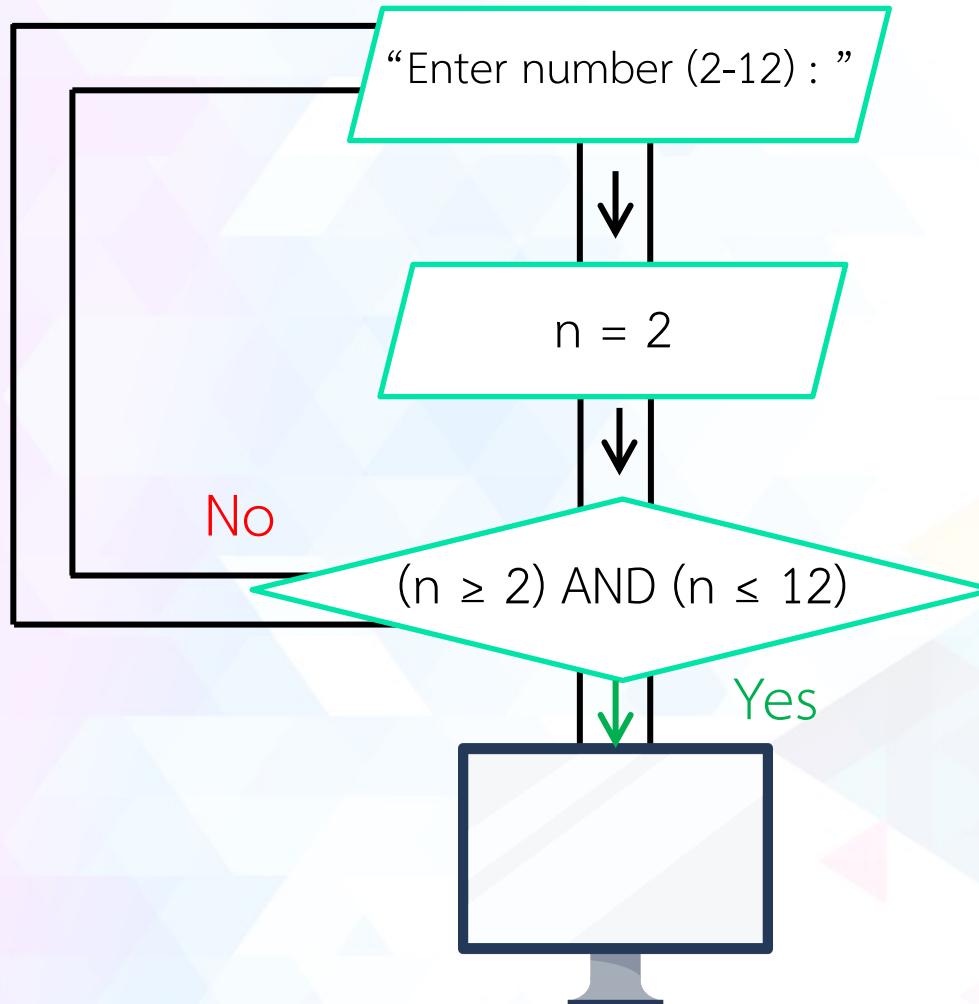 “Enter number (2-12) : ”
n = 2
No
(n ≥ 2) AND (n ≤ 12)
Yes